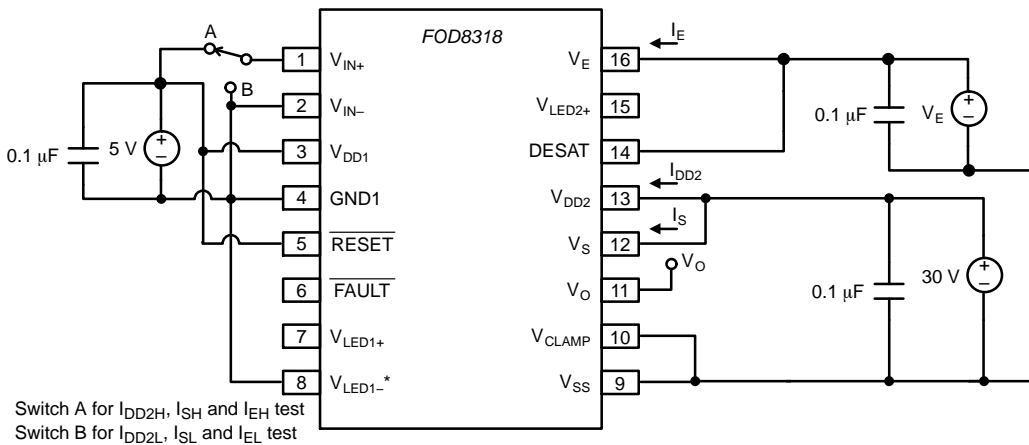 FOD8318
A
B
0.1 μF
5 V
+
−
1 V_IN+
2 V_IN–
3 V_DD1
4 GND1
5 R̅E̅S̅E̅T̅
6 F̅A̅U̅L̅T̅
7 V_LED1+
8 V_LED1–*
V_E 16
V_LED2+ 15
DESAT 14
V_DD2 13
V_S 12
V_O 11
V_CLAMP 10
V_SS 9
I_E
I_DD2
I_S
V_O
0.1 μF
V_E
+
−
0.1 μF
30 V
+
−
Switch A for I_DD2H, I_SH and I_EH test
Switch B for I_DD2L, I_SL and I_EL test